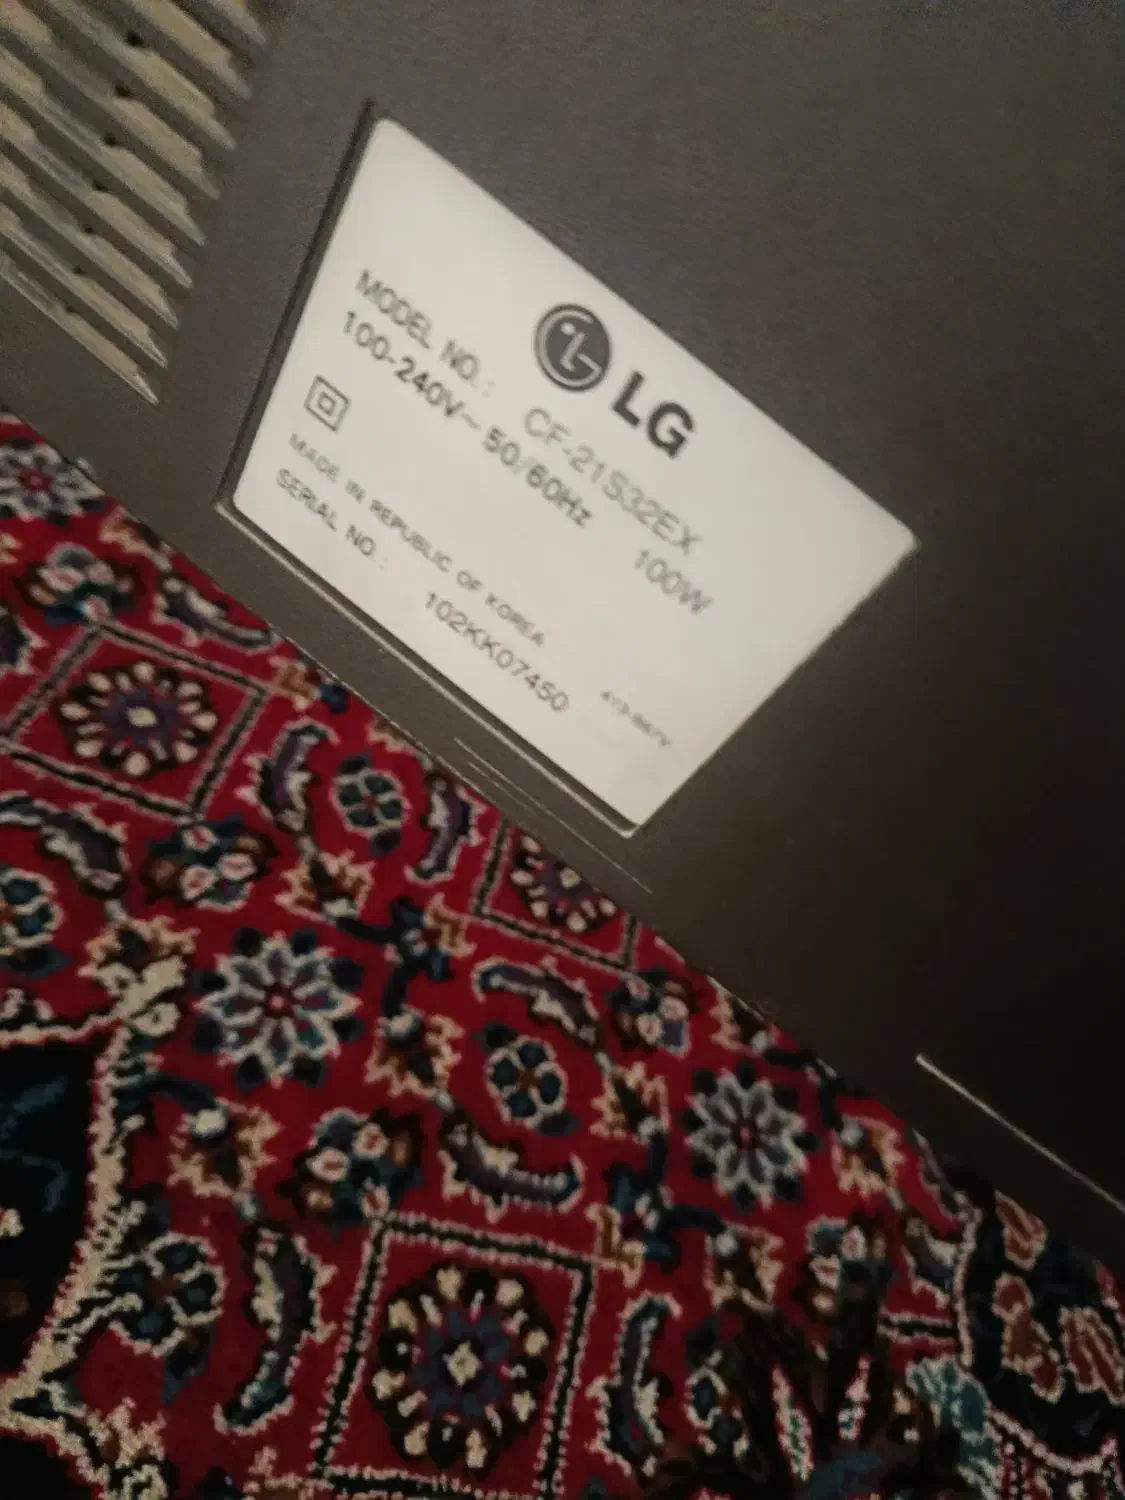 LG
MODEL NO. : CF-21S32EX
100-240V~ 50/60Hz 100W
MADE IN REPUBLIC OF KOREA
SERIAL NO. : 102KK07450